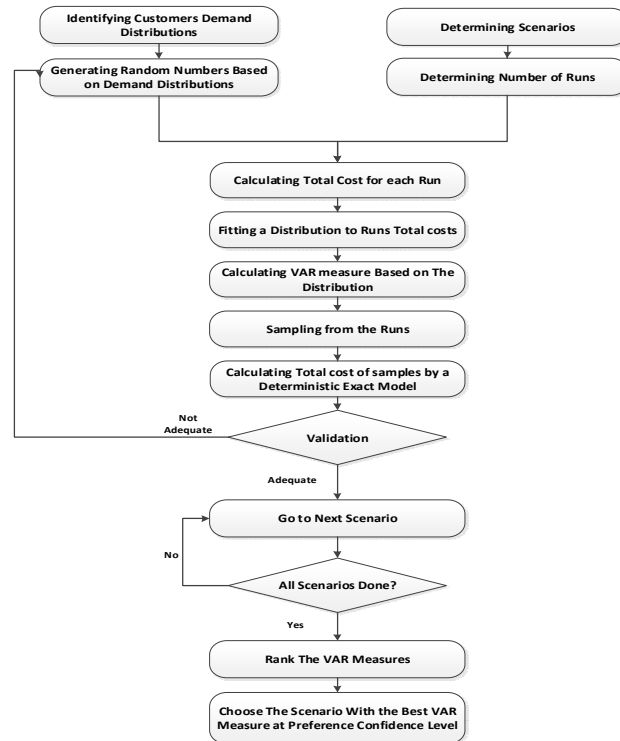 Identifying Customers Demand
Distributions
Determining Scenarios
Generating Random Numbers Based
on Demand Distributions
Determining Number of Runs
Calculating Total Cost for each Run
Fitting a Distribution to Runs Total costs
Calculating VAR measure Based on The
Distribution
Sampling from the Runs
Calculating Total cost of samples by a
Deterministic Exact Model
Not
Adequate
Validation
Adequate
Go to Next Scenario
No
All Scenarios Done?
Yes
Rank The VAR Measures
Choose The Scenario With the Best VAR
Measure at Preference Confidence Level